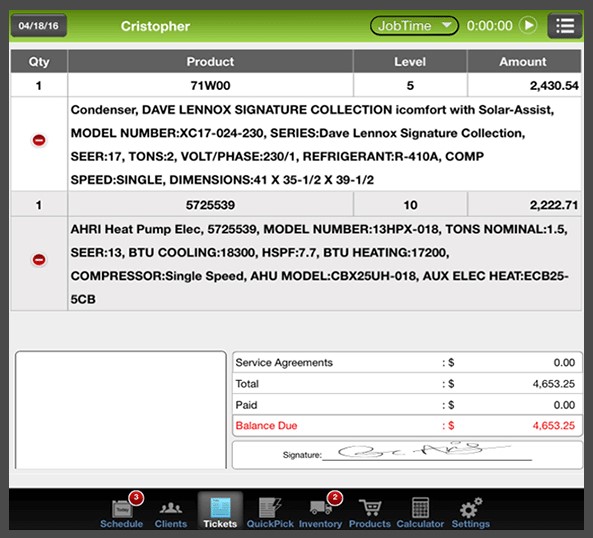 04/18/16 Cristopher JobTime 0:00:00
Qty Product Level Amount
1 71W00 5 2,430.54
Condenser, DAVE LENNOX SIGNATURE COLLECTION icomfort with Solar-Assist,
MODEL NUMBER:XC17-024-230, SERIES:Dave Lennox Signature Collection,
SEER:17, TONS:2, VOLT/PHASE:230/1, REFRIGERANT:R-410A, COMP
SPEED:SINGLE, DIMENSIONS:41 X 35-1/2 X 39-1/2
1 5725539 10 2,222.71
AHRI Heat Pump Elec, 5725539, MODEL NUMBER:13HPX-018, TONS NOMINAL:1.5,
SEER:13, BTU COOLING:18300, HSPF:7.7, BTU HEATING:17200,
COMPRESSOR:Single Speed, AHU MODEL:CBX25UH-018, AUX ELEC HEAT:ECB25-
5CB
Service Agreements : $ 0.00
Total : $ 4,653.25
Paid : $ 0.00
Balance Due : $ 4,653.25
Signature:
3 2
Schedule Clients Tickets QuickPick Inventory Products Calculator Settings